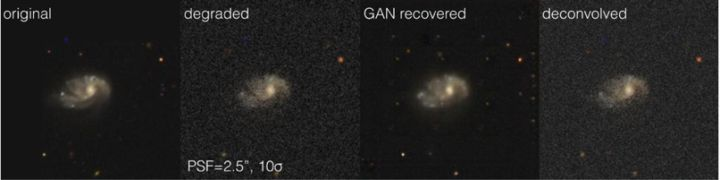 original
degraded
GAN recovered
deconvolved
PSF=2.5", 10σ